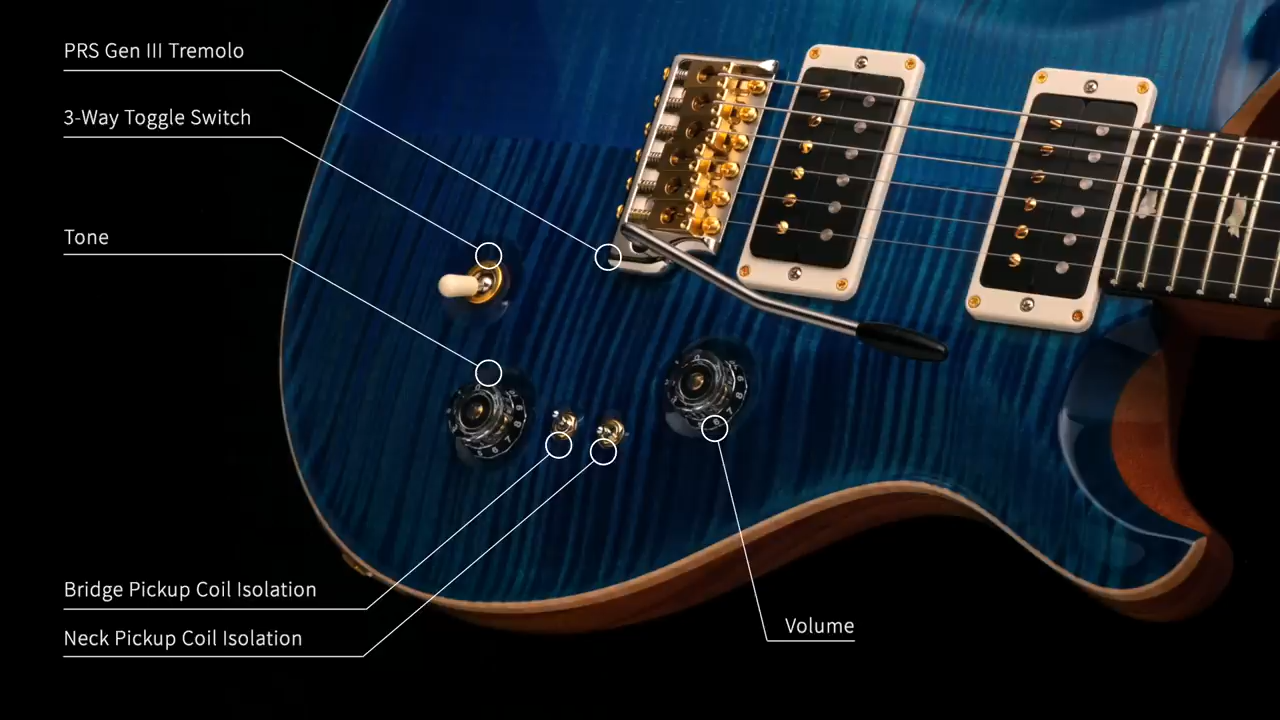 PRS Gen III Tremolo
3-Way Toggle Switch
Tone
Bridge Pickup Coil Isolation
Neck Pickup Coil Isolation
Volume